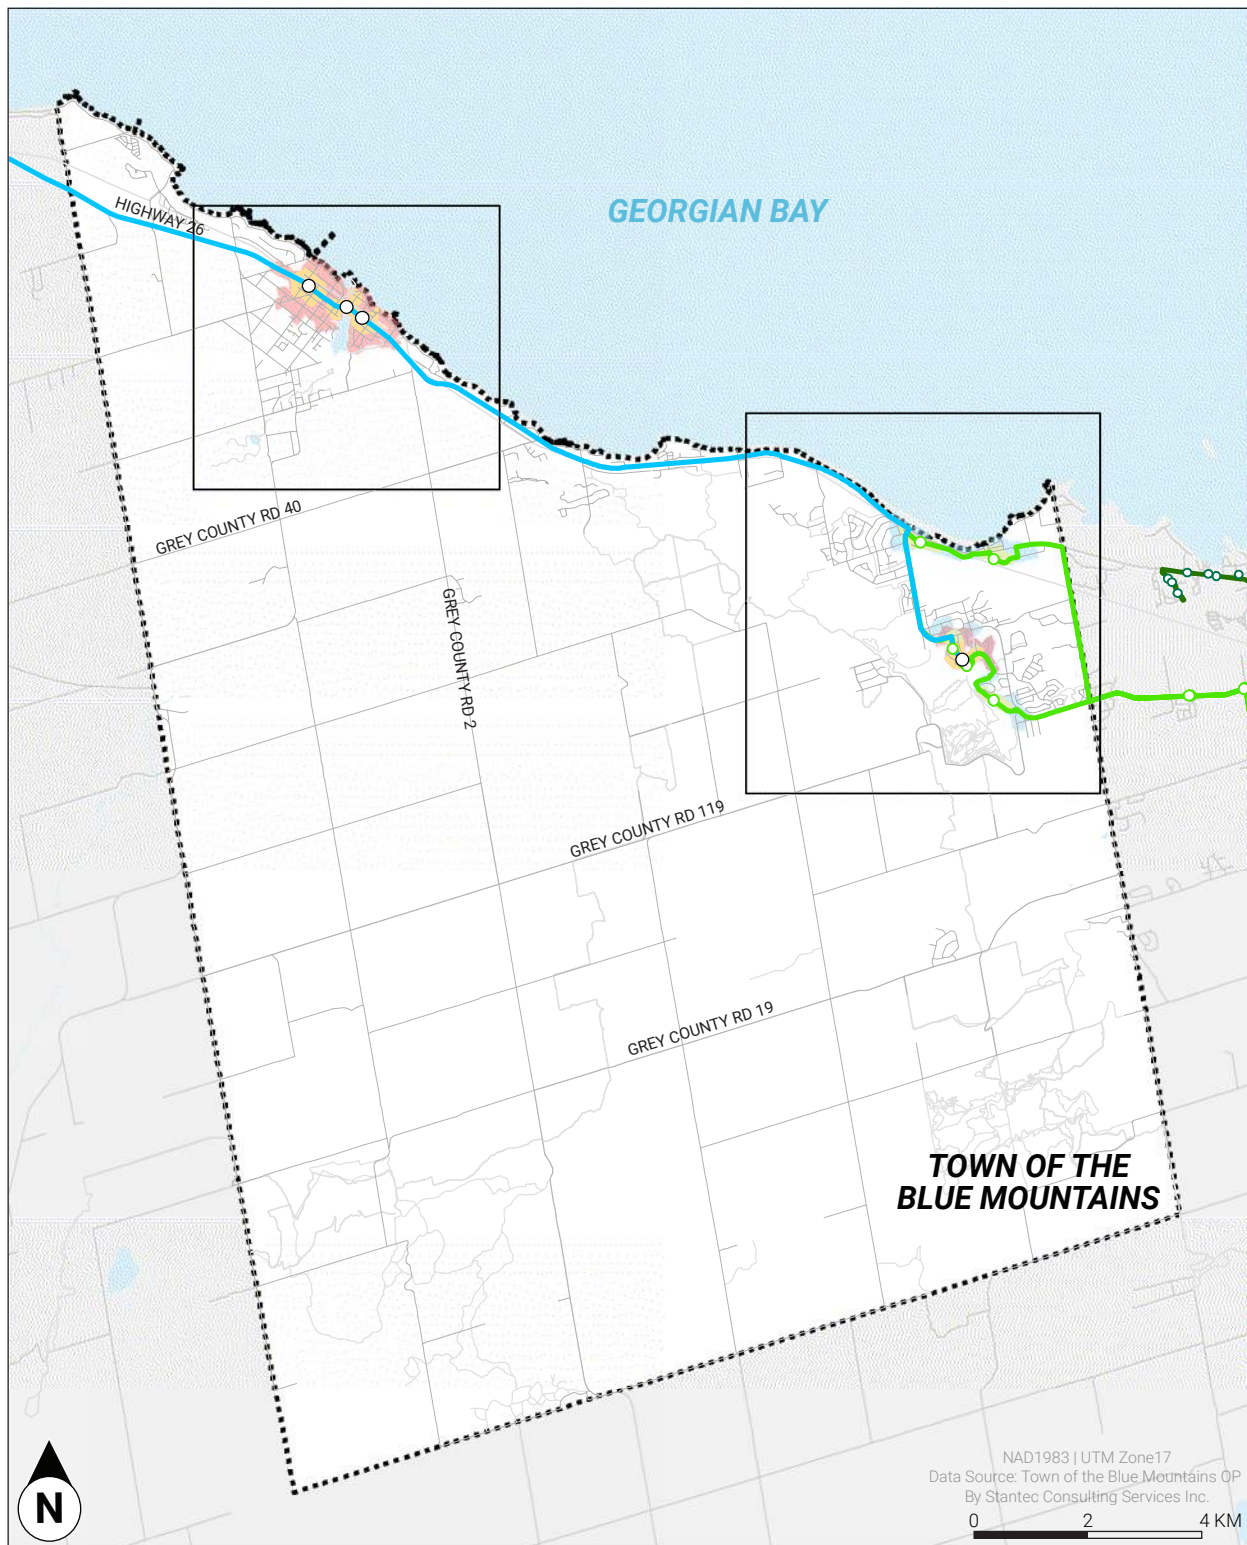 GEORGIAN BAY
HIGHWAY 26
GREY COUNTY RD 40
GREY COUNTY RD 2
GREY COUNTY RD 119
GREY COUNTY RD 19
TOWN OF THE
BLUE MOUNTAINS
N
NAD1983 | UTM Zone17
Data Source: Town of the Blue Mountains OP
By Stantec Consulting Services Inc.
0 2 4 KM